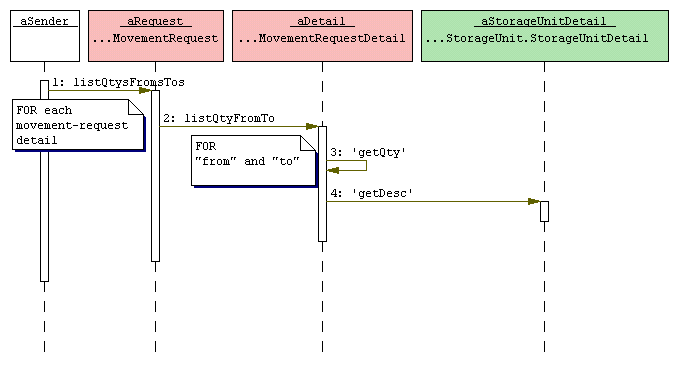 aSender
aRequest
...MovementRequest
aDetail
...MovementRequestDetail
aStorageUnitDetail
...StorageUnit.StorageUnitDetail
1: listQtysFromsTos
FOR each
movement-request
detail
2: listQtyFromTo
FOR
"from" and "to"
3: 'getQty'
4: 'getDesc'